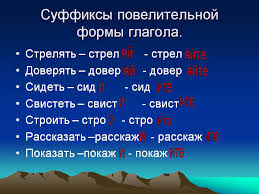 Суффиксы повелительной
формы глагола.
• Стрелять – стреляй - стреляйте
• Доверять – доверяй - доверяйте
• Сидеть – сиди - сид
• Свистеть – свисти - свистите
• Строить – строй - стройте
• Рассказать –расскажи - расскажите
• Показать –покажи - покажите